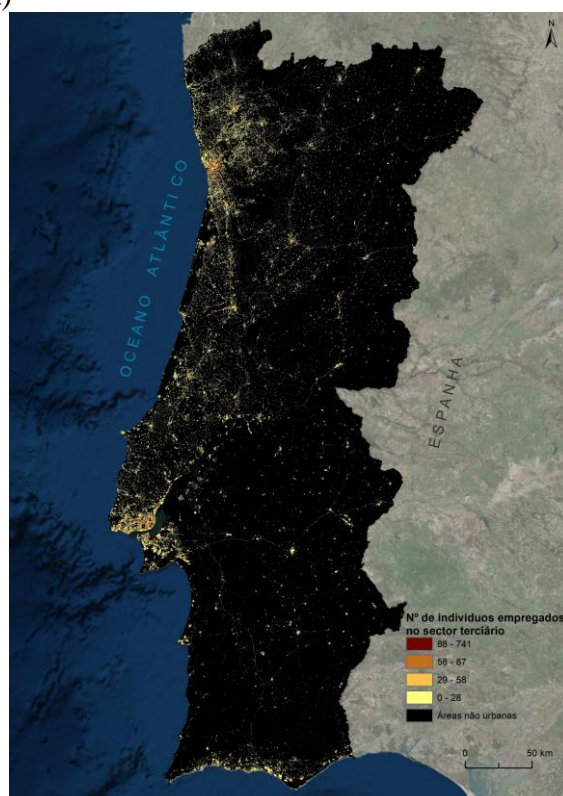 N
OCEANO ATLÂNTICO
ESPANHA
Nº de indivíduos empregados
no sector terciário
88 - 741
58 - 87
29 - 58
0 - 28
Áreas não urbanas
0 50 km